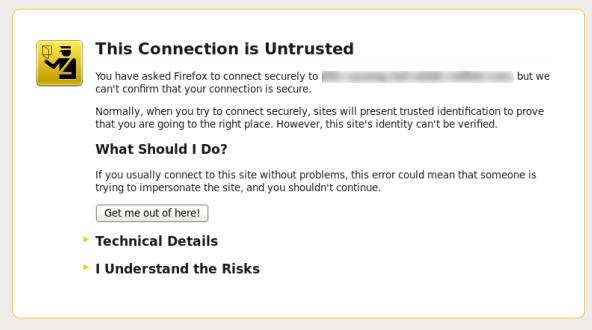 This Connection is Untrusted
You have asked Firefox to connect securely to , but we
can't confirm that your connection is secure.
Normally, when you try to connect securely, sites will present trusted identification to prove
that you are going to the right place. However, this site's identity can't be verified.
What Should I Do?
If you usually connect to this site without problems, this error could mean that someone is
trying to impersonate the site, and you shouldn't continue.
Get me out of here!
Technical Details
I Understand the Risks